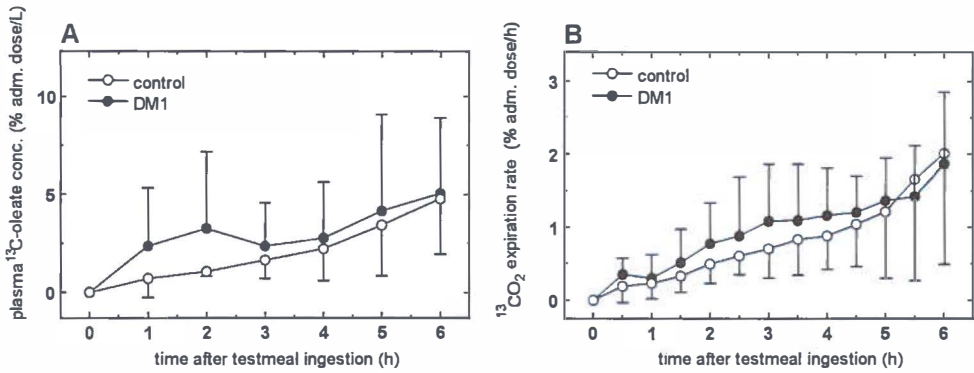 A
plasma ¹³C-oleate conc. (% adm. dose/L)
10
5
0
control
DM1
0 1 2 3 4 5 6
time after testmeal ingestion (h)
B
¹³CO₂ expiration rate (% adm. dose/h)
3
2
1
0
control
DM1
0 1 2 3 4 5 6
time after testmeal ingestion (h)